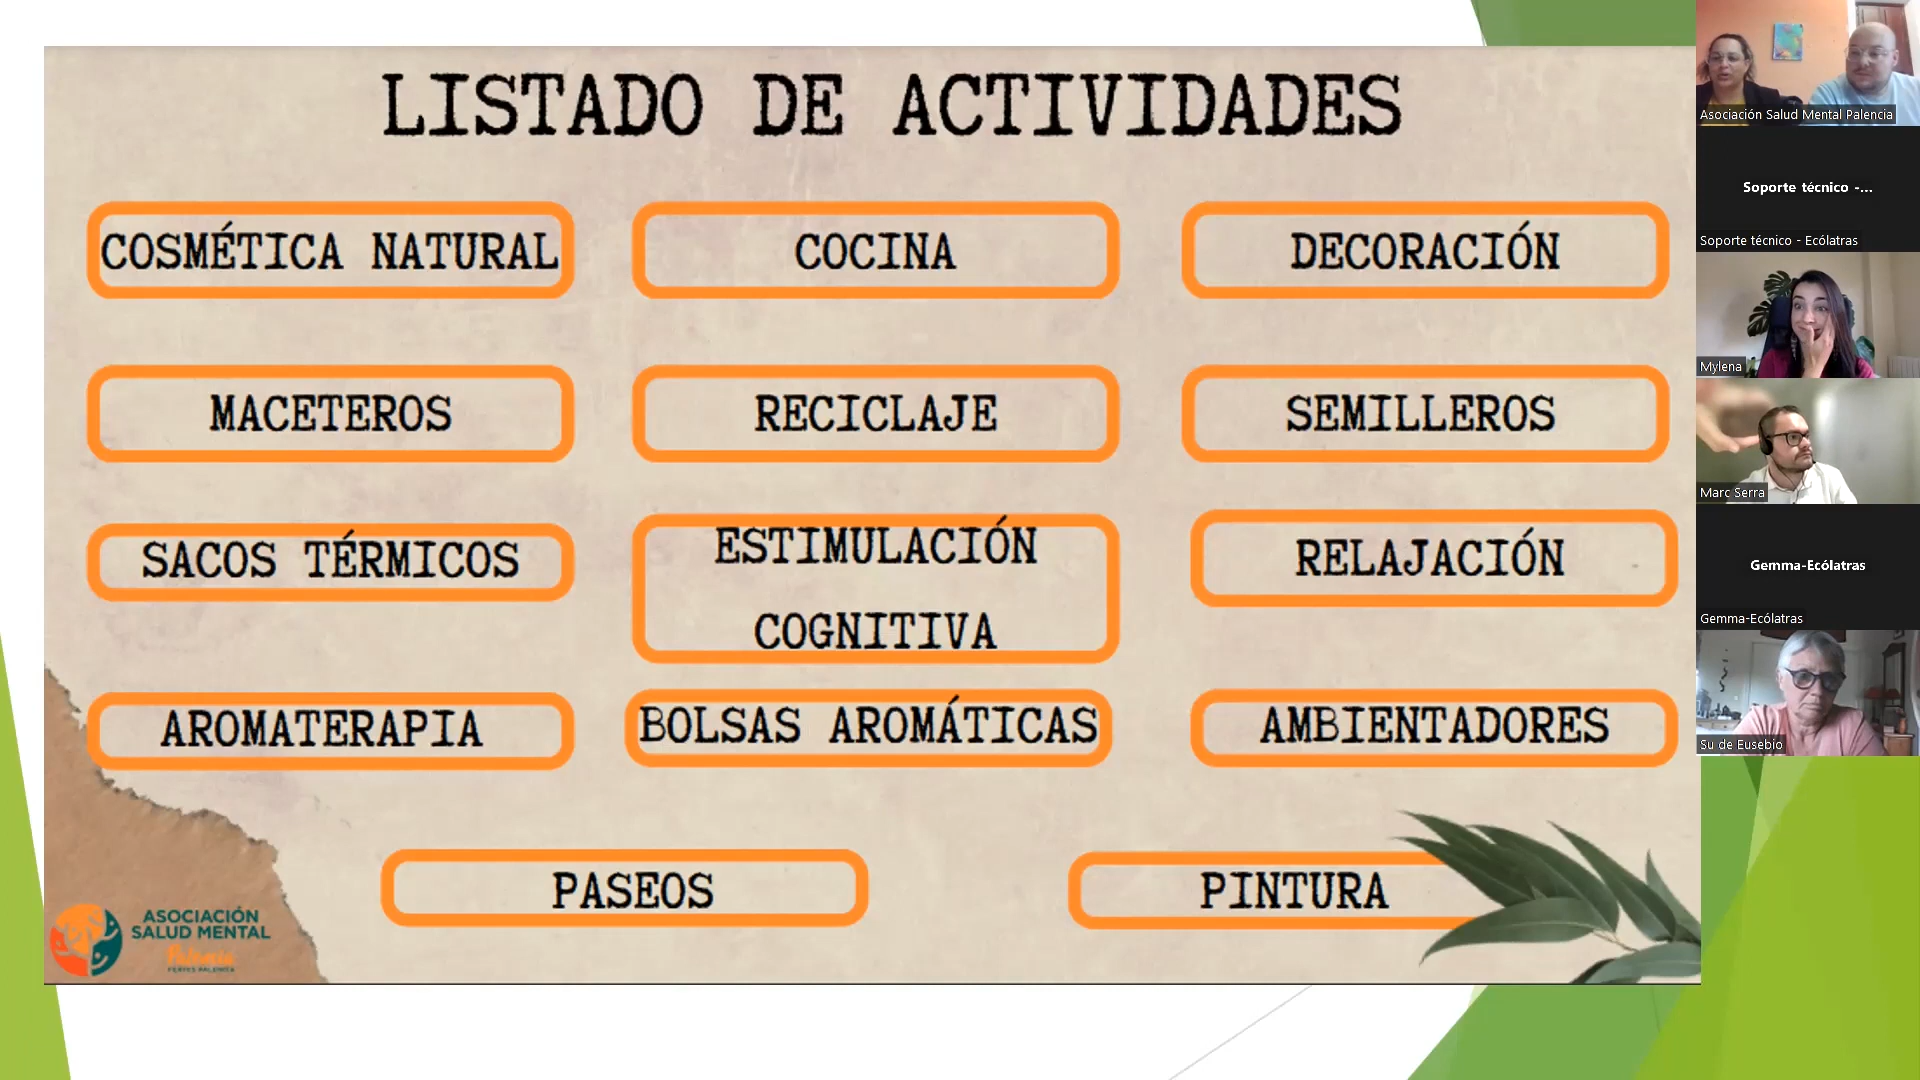 LISTADO DE ACTIVIDADES
COSMÉTICA NATURAL
COCINA
DECORACIÓN
MACETEROS
RECICLAJE
SEMILLEROS
SACOS TÉRMICOS
ESTIMULACIÓN
COGNITIVA
RELAJACIÓN
AROMATERAPIA
BOLSAS AROMÁTICAS
AMBIENTADORES
PASEOS
PINTURA
ASOCIACIÓN
SALUD MENTAL
Palencia
FEAFES PALENCIA
Asociación Salud Mental Palencia
Soporte técnico -...
Soporte técnico - Ecólatras
Mylena
Marc Serra
Gemma-Ecólatras
Gemma-Ecólatras
Su de Eusebio